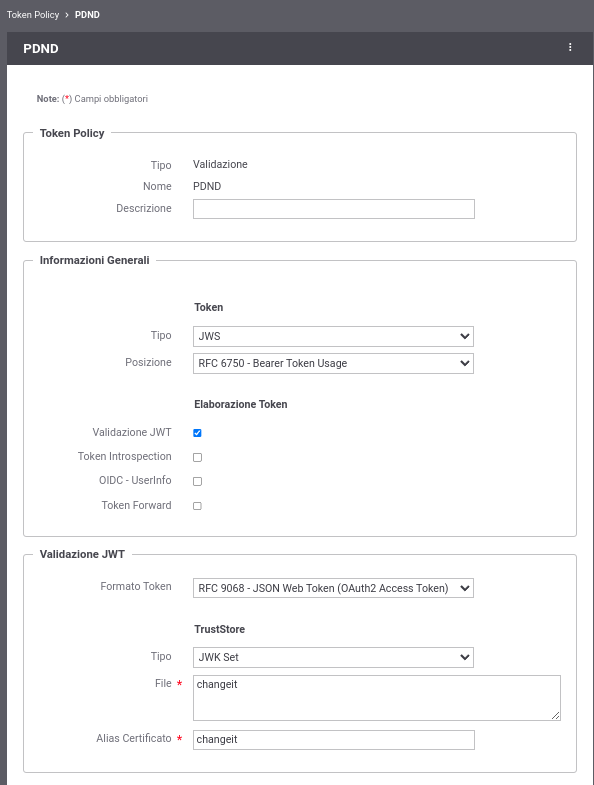 Token Policy > PDND
PDND
Note: (*) Campi obbligatori
Token Policy
Tipo Validazione
Nome PDND
Descrizione
Informazioni Generali
Token
Tipo JWS
Posizione RFC 6750 - Bearer Token Usage
Elaborazione Token
Validazione JWT
Token Introspection
OIDC - UserInfo
Token Forward
Validazione JWT
Formato Token RFC 9068 - JSON Web Token (OAuth2 Access Token)
TrustStore
Tipo JWK Set
File * changeit
Alias Certificato * changeit